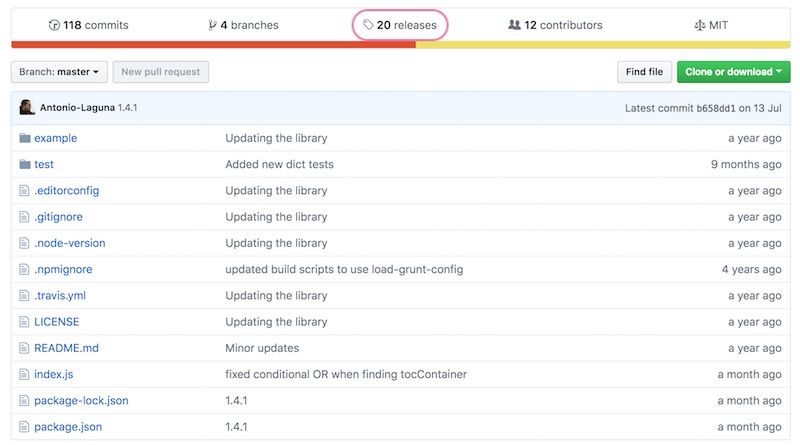 118 commits 4 branches 20 releases 12 contributors MIT
Branch: master New pull request Find file Clone or download
Antonio-Laguna 1.4.1 Latest commit b658dd1 on 13 Jul
example Updating the library a year ago
test Added new dict tests 9 months ago
.editorconfig Updating the library a year ago
.gitignore Updating the library a year ago
.node-version Updating the library a year ago
.npmignore updated build scripts to use load-grunt-config 4 years ago
.travis.yml Updating the library a year ago
LICENSE Updating the library a year ago
README.md Minor updates a year ago
index.js fixed conditional OR when finding tocContainer a month ago
package-lock.json 1.4.1 a month ago
package.json 1.4.1 a month ago